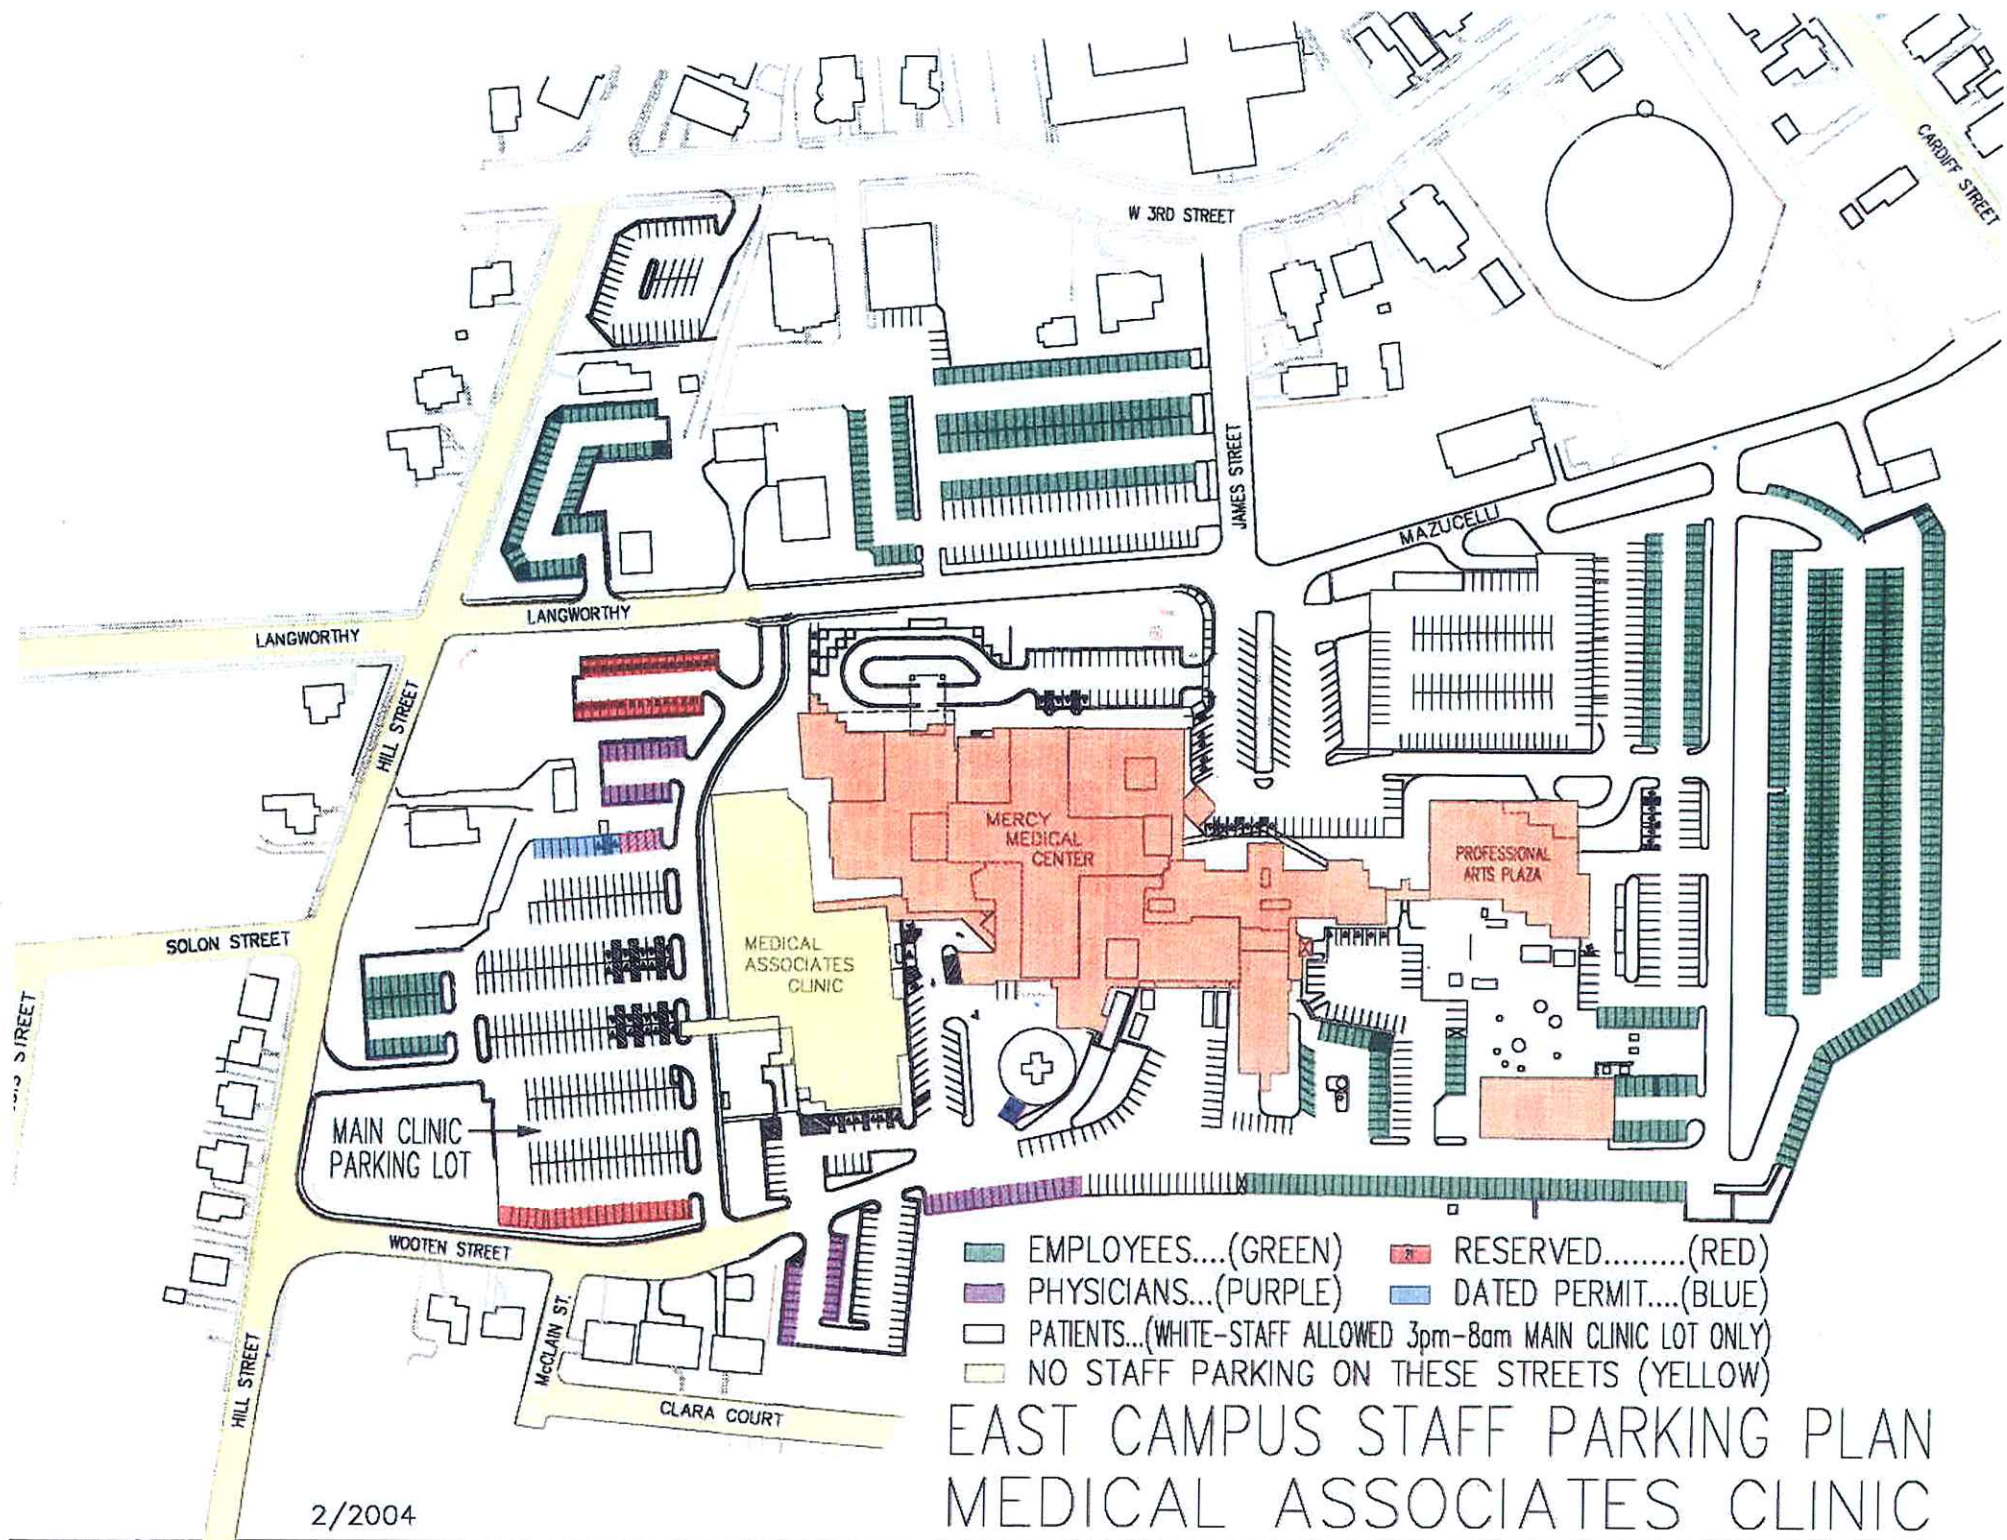 CARDIFF STREET
W 3RD STREET
JAMES STREET
MAZUCELLI
LANGWORTHY
LANGWORTHY
HILL STREET
MERCY
MEDICAL
CENTER
PROFESSIONAL
ARTS PLAZA
SOLON STREET
MEDICAL
ASSOCIATES
CLINIC
STREET
MAIN CLINIC
PARKING LOT
WOOTEN STREET
McCLAIN ST.
HILL STREET
CLARA COURT
EMPLOYEES....(GREEN)
RESERVED.........(RED)
PHYSICIANS...(PURPLE)
DATED PERMIT....(BLUE)
PATIENTS...(WHITE-STAFF ALLOWED 3pm-8am MAIN CLINIC LOT ONLY)
NO STAFF PARKING ON THESE STREETS (YELLOW)
EAST CAMPUS STAFF PARKING PLAN
MEDICAL ASSOCIATES CLINIC
2/2004